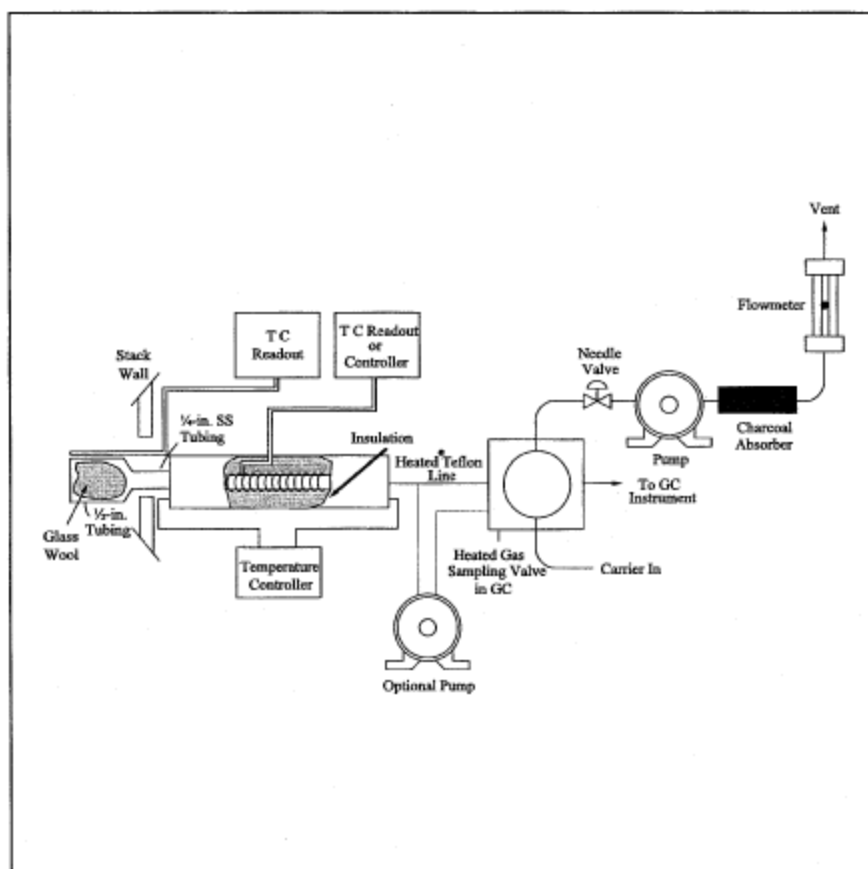 Vent
Flowmeter
T C
Readout
T C Readout
or
Controller
Stack
Wall
Needle
Valve
¼-in. SS
Tubing
Insulation
Heated Teflon
Line
Pump
Charcoal
Absorber
To GC
Instrument
½-in.
Tubing
Glass
Wool
Temperature
Controller
Heated Gas
Sampling Valve
in GC
Carrier In
Optional Pump